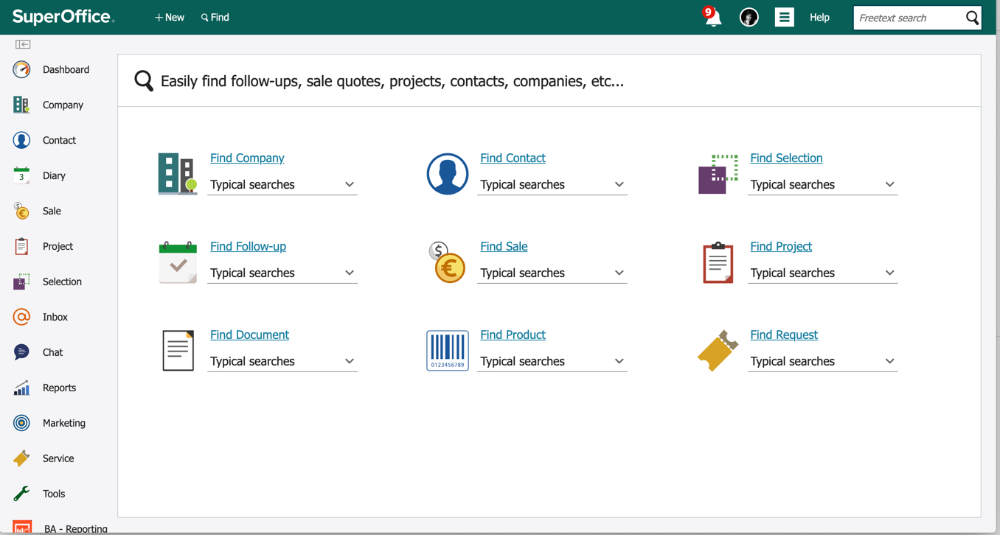 SuperOffice.
+ New
Find
9
Help
Freetext search
Dashboard
Company
Contact
3
Diary
Sale
Project
Selection
Inbox
Chat
Reports
Marketing
Service
Tools
BA - Reporting
Easily find follow-ups, sale quotes, projects, contacts, companies, etc...
Find Company
Typical searches
Find Contact
Typical searches
Find Selection
Typical searches
Find Follow-up
Typical searches
Find Sale
Typical searches
Find Project
Typical searches
Find Document
Typical searches
0123456789
Find Product
Typical searches
Find Request
Typical searches